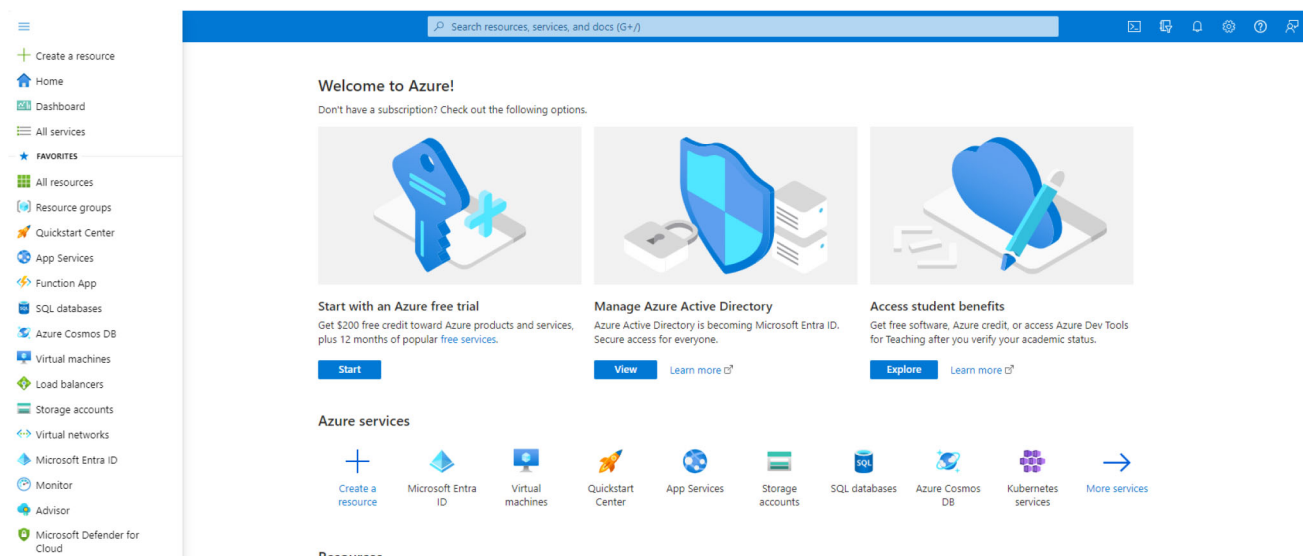 Search resources, services, and docs (G+/)
Create a resource
Home
Dashboard
All services
FAVORITES
All resources
Resource groups
Quickstart Center
App Services
Function App
SQL databases
Azure Cosmos DB
Virtual machines
Load balancers
Storage accounts
Virtual networks
Microsoft Entra ID
Monitor
Advisor
Microsoft Defender for
Cloud
Welcome to Azure!
Don't have a subscription? Check out the following options.
Start with an Azure free trial
Get $200 free credit toward Azure products and services,
plus 12 months of popular free services.
Start
Manage Azure Active Directory
Azure Active Directory is becoming Microsoft Entra ID.
Secure access for everyone.
View
Learn more
Access student benefits
Get free software, Azure credit, or access Azure Dev Tools
for Teaching after you verify your academic status.
Explore
Learn more
Azure services
Create a
resource
Microsoft Entra
ID
Virtual
machines
Quickstart
Center
App Services
Storage
accounts
SQL
SQL databases
Azure Cosmos
DB
Kubernetes
services
More services
Resources